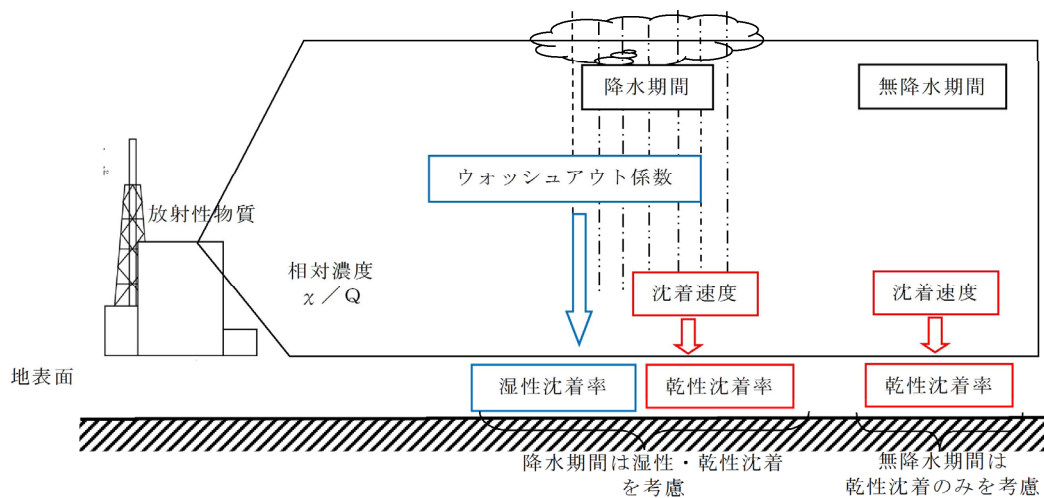 降水期間
無降水期間
ウォッシュアウト係数
放射性物質
相対濃度
χ／Q
沈着速度
沈着速度
地表面
湿性沈着率
乾性沈着率
乾性沈着率
降水期間は湿性・乾性沈着
を考慮
無降水期間は
乾性沈着のみを考慮